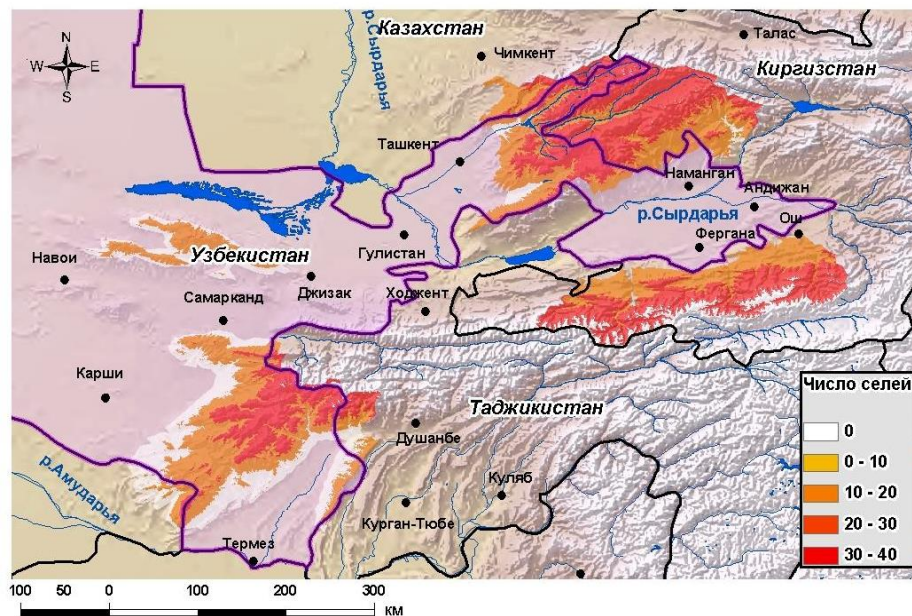 Казахстан
Талас
р.Сырдарья
Чимкент
Киргизстан
N
W E
S
Ташкент
Наманган
Андижан
р.Сырдарья
Ош
Узбекистан
Гулистан
Фергана
Навои
Джизак
Ходжент
Самарканд
Карши
Таджикистан
Душанбе
р.Амударья
Куляб
Курган-Тюбе
Термез
Число селей
0
0 - 10
10 - 20
20 - 30
30 - 40
100 50 0 100 200 300
км